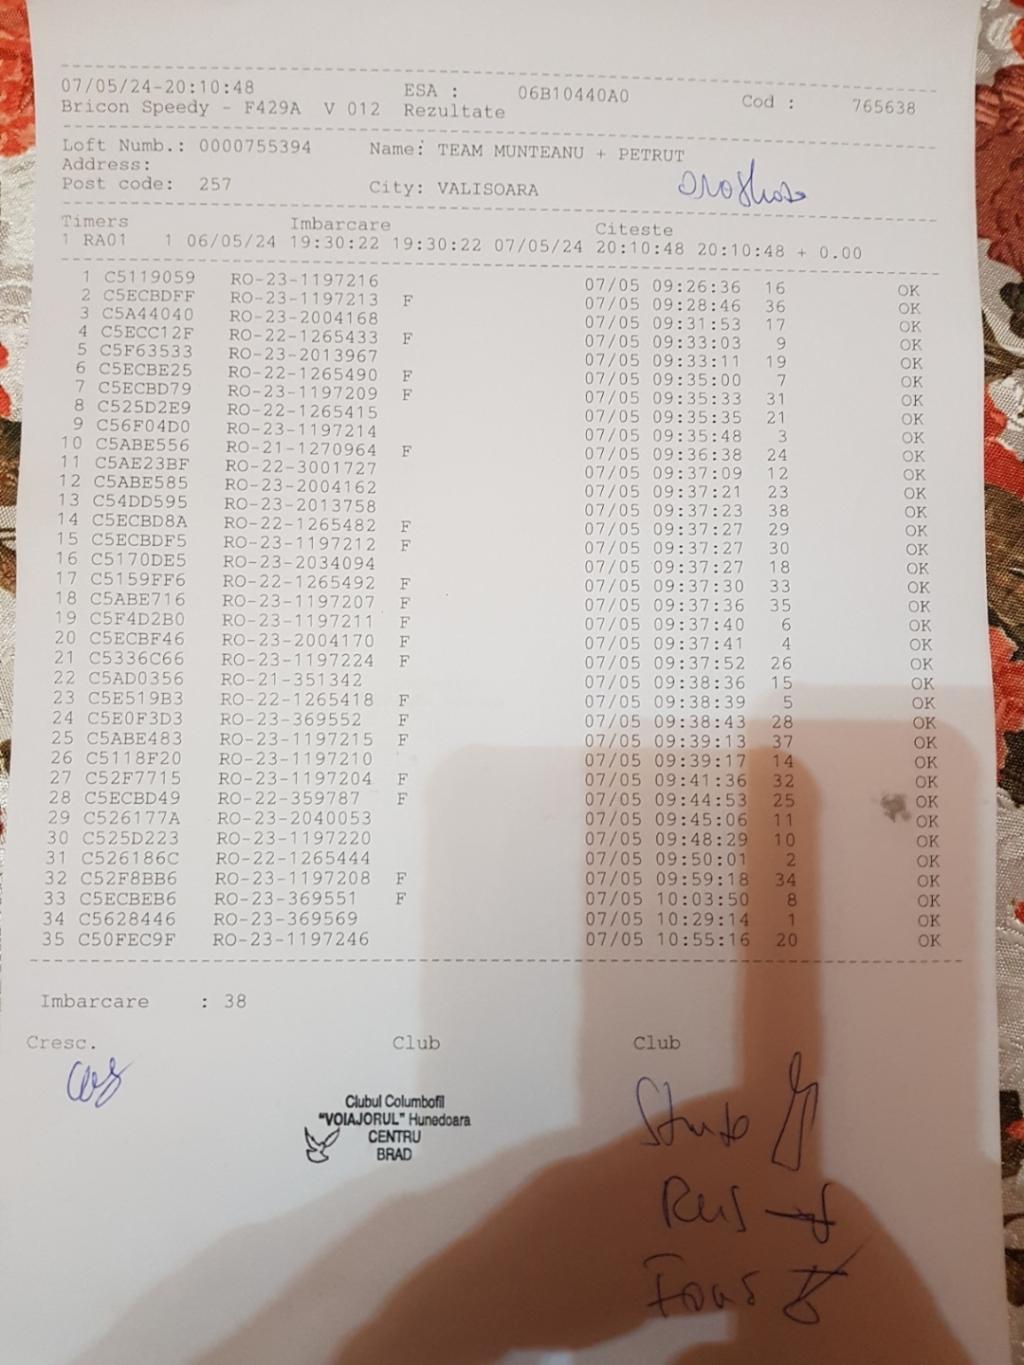 07/05/24-20:10:48 ESA : 06B10440A0 Cod : 765638
Bricon Speedy - F429A V 012 Rezultate
Loft Numb.: 0000755394 Name: TEAM MUNTEANU + PETRUT
Address:
Post code: 257 City: VALISOARA
Timers Imbarcare Citeste
1 RA01 1 06/05/24 19:30:22 19:30:22 07/05/24 20:10:48 20:10:48 + 0.00
1 C5119059 RO-23-1197216 07/05 09:26:36 16 OK
2 C5ECBDFF RO-23-1197213 F 07/05 09:28:46 36 OK
3 C5A44040 RO-23-2004168 07/05 09:31:53 17 OK
4 C5ECC12F RO-22-1265433 F 07/05 09:33:03 9 OK
5 C5F63533 RO-23-2013967 07/05 09:33:11 19 OK
6 C5ECBE25 RO-22-1265490 F 07/05 09:35:00 7 OK
7 C5ECBD79 RO-23-1197209 F 07/05 09:35:33 31 OK
8 C525D2E9 RO-22-1265415 07/05 09:35:35 21 OK
9 C56F04D0 RO-23-1197214 07/05 09:35:48 3 OK
10 C5ABE556 RO-21-1270964 F 07/05 09:36:38 24 OK
11 C5AE23BF RO-22-3001727 07/05 09:37:09 12 OK
12 C5ABE585 RO-23-2004162 07/05 09:37:21 23 OK
13 C54DD595 RO-23-2013758 07/05 09:37:23 38 OK
14 C5ECBD8A RO-22-1265482 F 07/05 09:37:27 29 OK
15 C5ECBDF5 RO-23-1197212 F 07/05 09:37:27 30 OK
16 C5170DE5 RO-23-2034094 07/05 09:37:27 18 OK
17 C5159FF6 RO-22-1265492 F 07/05 09:37:30 33 OK
18 C5ABE716 RO-23-1197207 F 07/05 09:37:36 35 OK
19 C5F4D2B0 RO-23-1197211 F 07/05 09:37:40 6 OK
20 C5ECBF46 RO-23-2004170 F 07/05 09:37:41 4 OK
21 C5336C66 RO-23-1197224 F 07/05 09:37:52 26 OK
22 C5AD0356 RO-21-351342 07/05 09:38:36 15 OK
23 C5E519B3 RO-22-1265418 F 07/05 09:38:39 5 OK
24 C5E0F3D3 RO-23-369552 F 07/05 09:38:43 28 OK
25 C5ABE483 RO-23-1197215 F 07/05 09:39:13 37 OK
26 C5118F20 RO-23-1197210 07/05 09:39:17 14 OK
27 C52F7715 RO-23-1197204 F 07/05 09:41:36 32 OK
28 C5ECBD49 RO-22-359787 F 07/05 09:44:53 25 OK
29 C526177A RO-23-2040053 07/05 09:45:06 11 OK
30 C525D223 RO-23-1197220 07/05 09:48:29 10 OK
31 C526186C RO-22-1265444 07/05 09:50:01 2 OK
32 C52F8BB6 RO-23-1197208 F 07/05 09:59:18 34 OK
33 C5ECBEB6 RO-23-369551 F 07/05 10:03:50 8 OK
34 C5628446 RO-23-369569 07/05 10:29:14 1 OK
35 C50FEC9F RO-23-1197246 07/05 10:55:16 20 OK
Imbarcare : 38
Cresc. Club Club
Clubul Columbofil
"VOIAJORUL" Hunedoara
CENTRU
BRAD
Rus